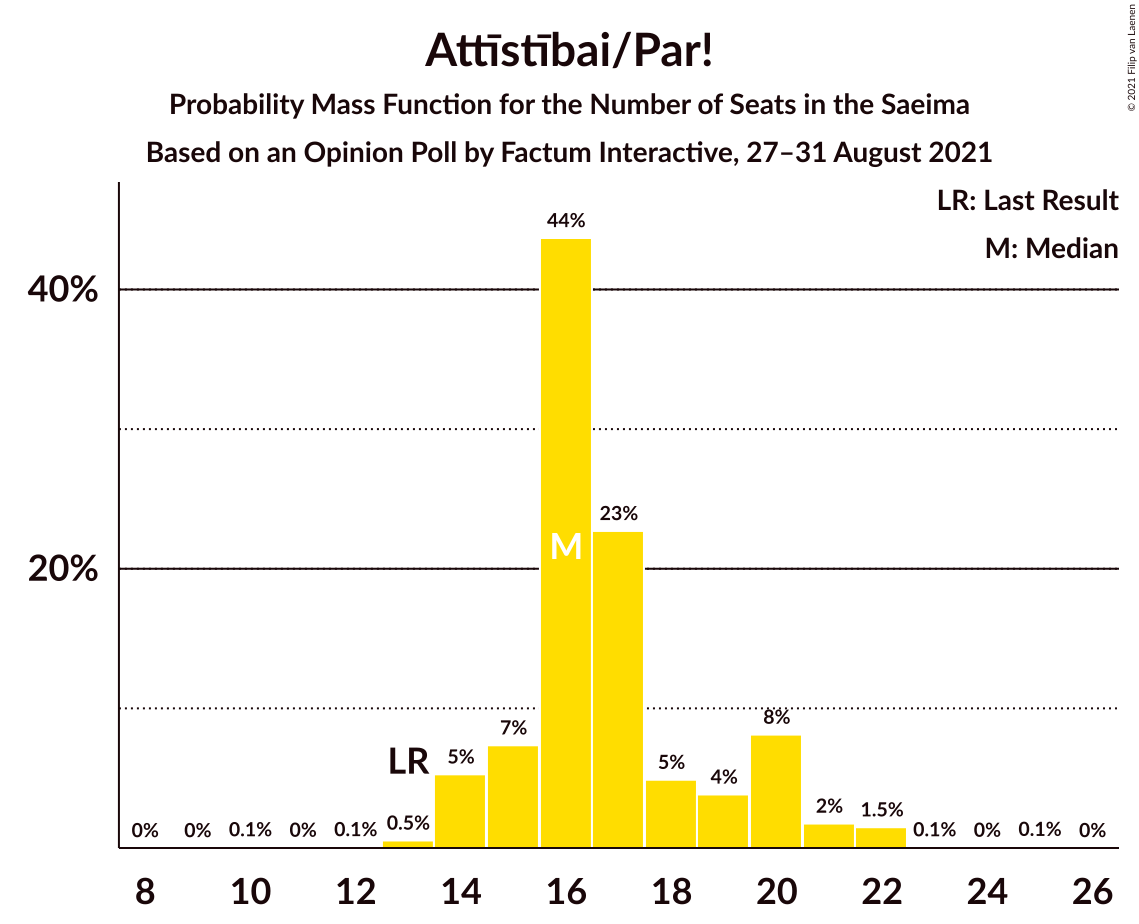 Attīstībai/Par!
Probability Mass Function for the Number of Seats in the Saeima
Based on an Opinion Poll by Factum Interactive, 27–31 August 2021
© 2021 Filip van Laenen
LR: Last Result
M: Median
40%
20%
0%
0%
0.1%
0%
0.1%
0.5%
LR
5%
7%
44%
M
23%
5%
4%
8%
2%
1.5%
0.1%
0%
0.1%
0%
8 10 12 14 16 18 20 22 24 26